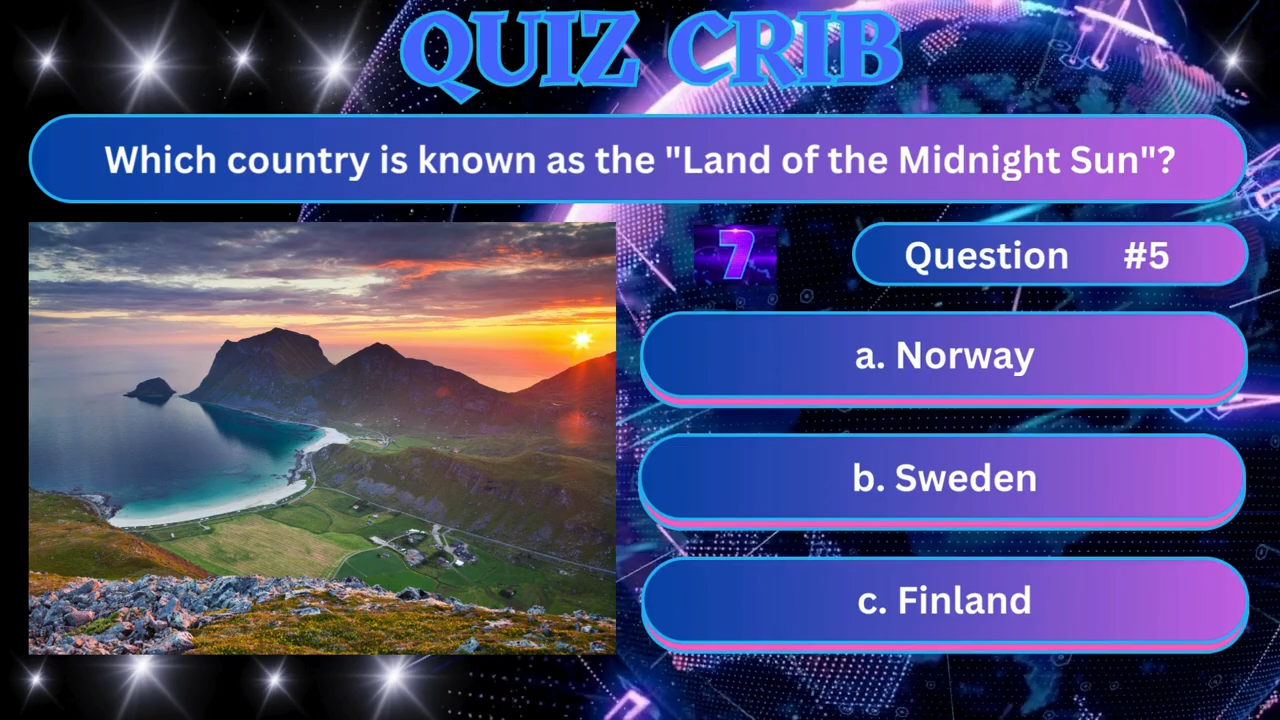 QUIZ CRIB
Which country is known as the "Land of the Midnight Sun"?
7
Question #5
a. Norway
b. Sweden
c. Finland